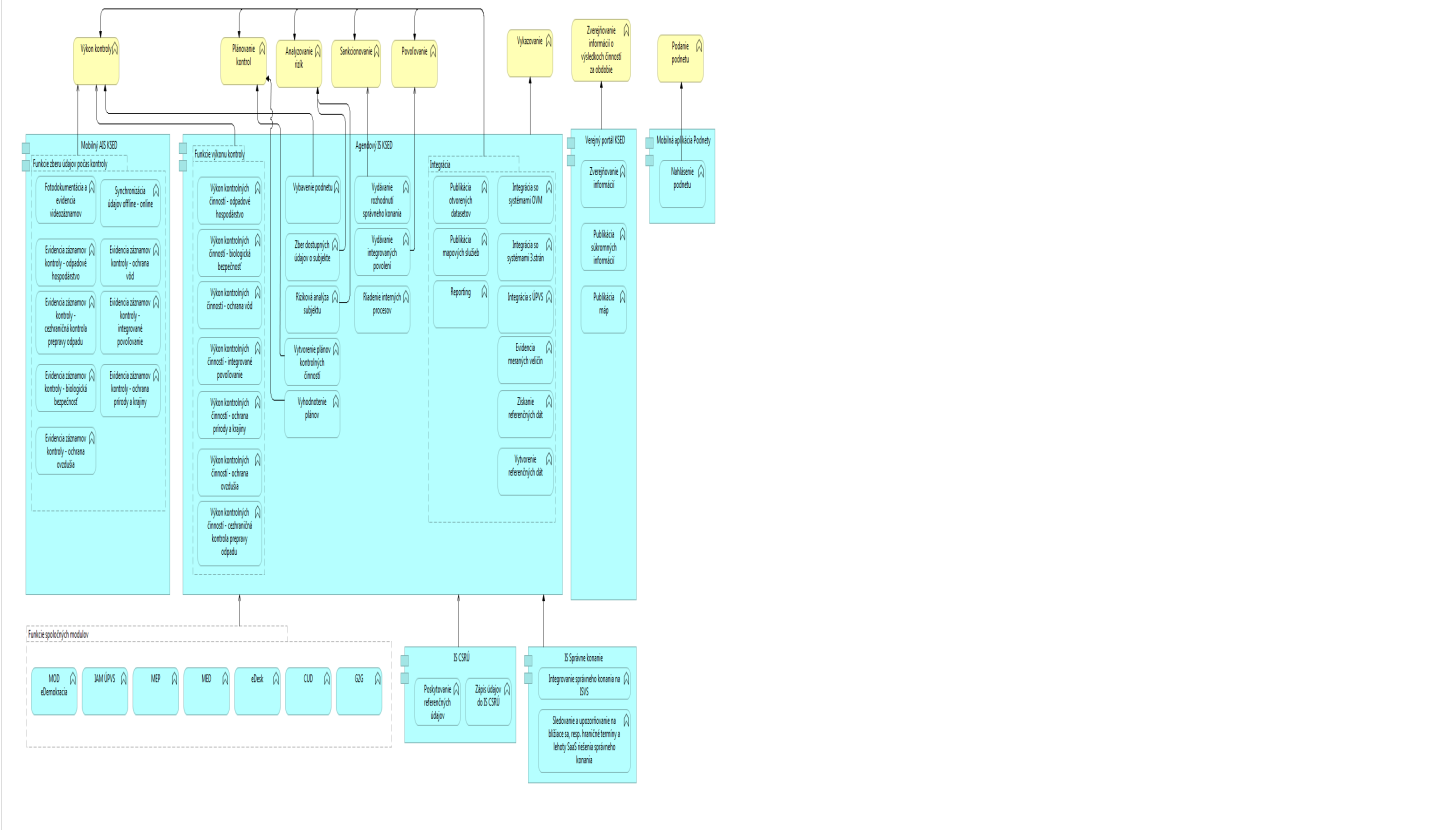 Výkon kontroly
Plánovanie
kontrol
Analyzovanie
rizík
Sankcionovanie
Povoľovanie
Vykazovanie
Zverejňovanie
informácií o
výsledkoch činností
za obdobie
Podanie
podnetu
Mobilný AIS KSED
Funkcie zberu údajov počas kontroly
Fotodokumentácia a
evidencia
videozáznamov
Synchronizácia
údajov offline - online
Evidencia záznamov
kontroly - odpadové
hospodárstvo
Evidencia záznamov
kontroly - ochrana
vôd
Evidencia záznamov
kontroly -
cezhraničná kontrola
prepravy odpadu
Evidencia záznamov
kontroly -
integrované
povoľovanie
Evidencia záznamov
kontroly - biologická
bezpečnosť
Evidencia záznamov
kontroly - ochrana
prírody a krajiny
Evidencia záznamov
kontroly - ochrana
ovzdušia
Agendový IS KSED
Funkcie výkonu kontroly
Výkon kontrolných
činností - odpadové
hospodárstvo
Výkon kontrolných
činností - biologická
bezpečnosť
Výkon kontrolných
činností - ochrana vôd
Výkon kontrolných
činností - integrované
povoľovanie
Výkon kontrolných
činností - ochrana
prírody a krajiny
Výkon kontrolných
činností - ochrana
ovzdušia
Výkon kontrolných
činností - cezhraničná
kontrola prepravy
odpadu
Vybavenie podnetu
Zber dostupných
údajov o subjekte
Riziková analýza
subjektu
Vytvorenie plánov
kontrolných
činností
Vyhodnotenie
plánov
Vydávanie
rozhodnutí
správneho konania
Vydávanie
integrovaných
povolení
Riadenie interných
procesov
Integrácia
Publikácia
otvorených
datasetov
Publikácia
mapových služieb
Reporting
Integrácia so
systémami OVM
Integrácia so
systémami 3.strán
Integrácia s ÚPVS
Evidencia
meraných veličín
Získanie
referenčných dát
Vytvorenie
referenčných dát
Verejný portál KSED
Zverejňovanie
informácií
Publikácia
súkromných
informácií
Publikácia
máp
Mobilná aplikácia Podnety
Nahlásenie
podnetu
Funkcie spoločných modulov
MOD
eDemokracia
IAM ÚPVS
MEP
MED
eDesk
CUD
G2G
IS CSRÚ
Poskytovanie
referenčných
údajov
Zápis údajov
do IS CSRÚ
IS Správne konanie
Integrovanie správneho konania na
ISVS
Sledovanie a upozorňovanie na
blížiace sa, resp. hraničné termíny a
lehoty SaaS riešenia správneho
konania